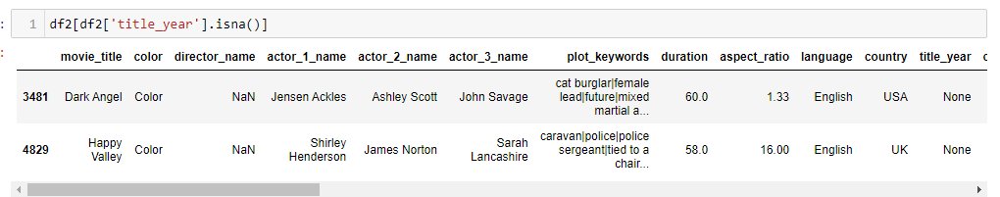 1 df2[df2['title_year'].isna()]
movie_title color director_name actor_1_name actor_2_name actor_3_name plot_keywords duration aspect_ratio language country title_year
cat burglar|female
3481 Dark Angel Color NaN Jensen Ackles Ashley Scott John Savage lead|future|mixed 60.0 1.33 English USA None
martial a...
Happy Shirley Sarah caravan|police|police
4829 Valley Color NaN Henderson James Norton Lancashire sergeant|tied to a 58.0 16.00 English UK None
chair...